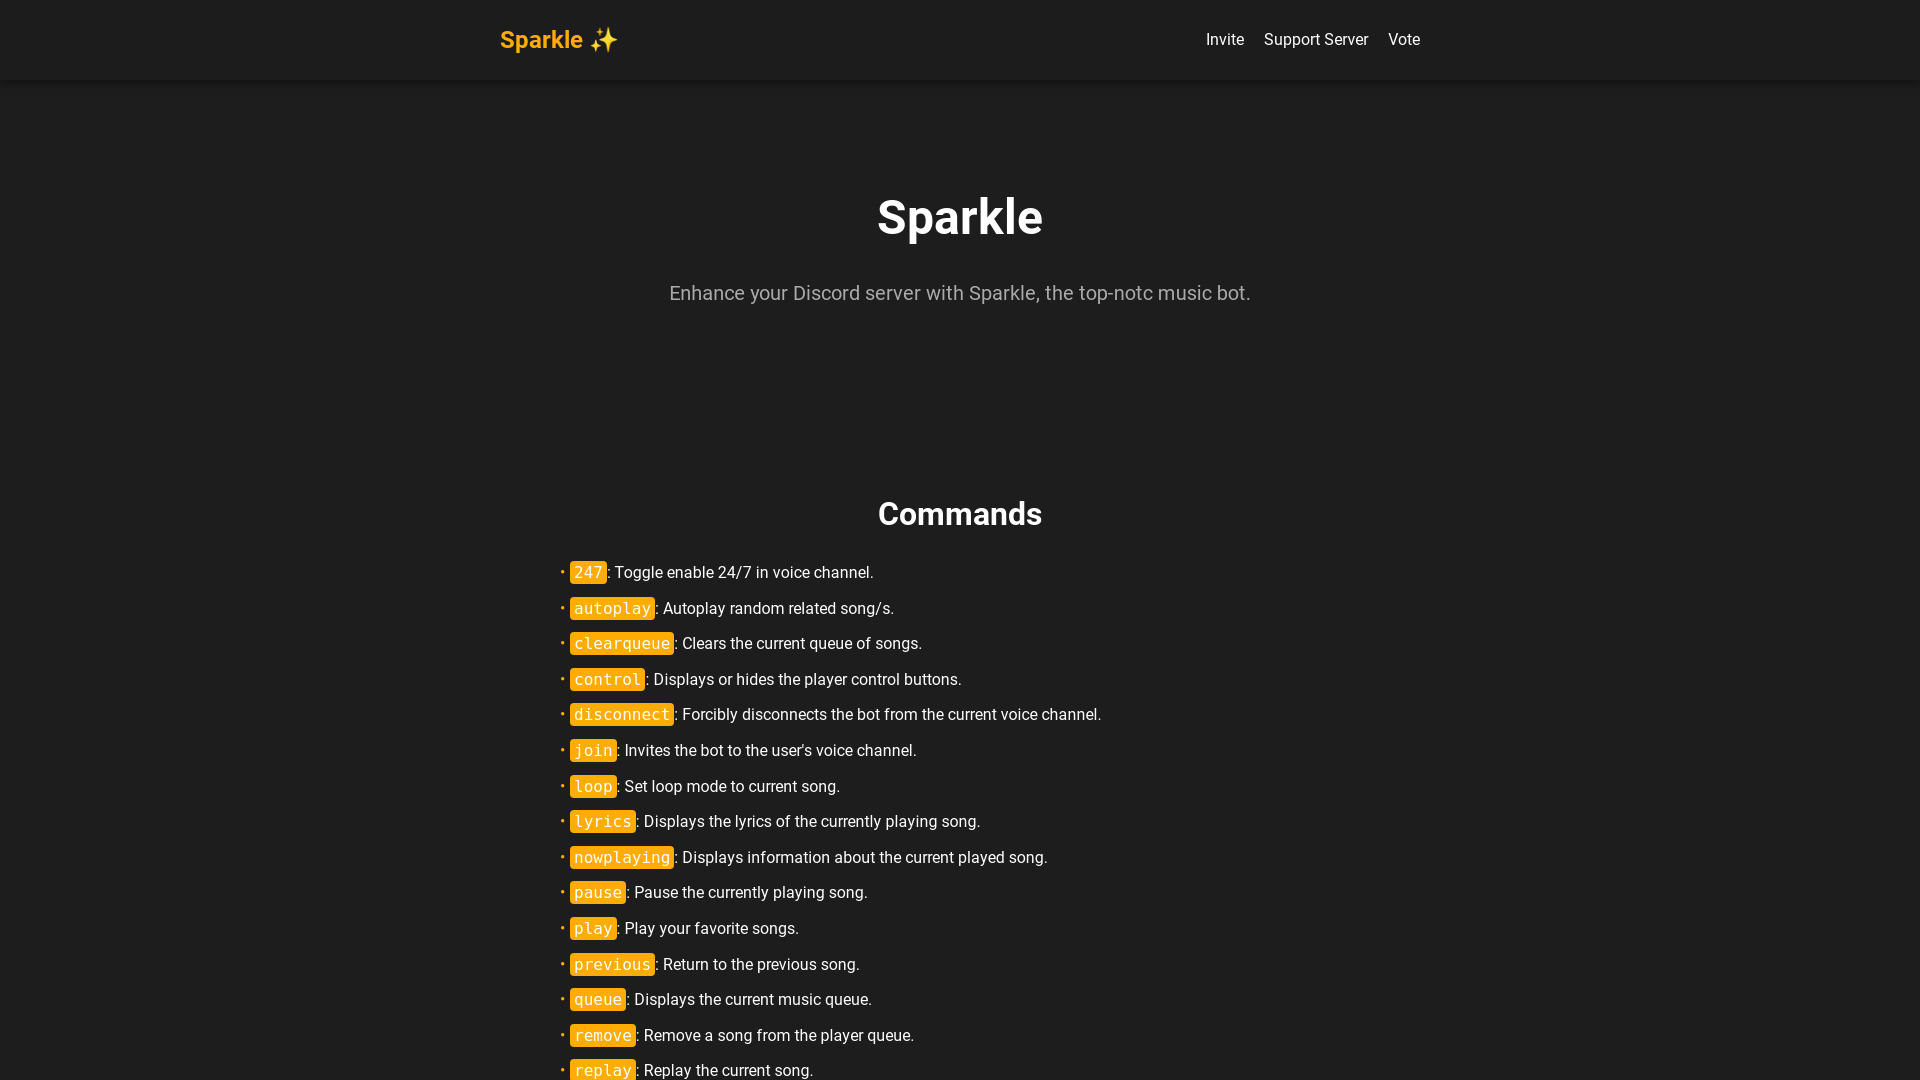 Sparkle ✨
Invite Support Server Vote
Sparkle
Enhance your Discord server with Sparkle, the top-notc music bot.
Commands
• 247: Toggle enable 24/7 in voice channel.
• autoplay: Autoplay random related song/s.
• clearqueue: Clears the current queue of songs.
• control: Displays or hides the player control buttons.
• disconnect: Forcibly disconnects the bot from the current voice channel.
• join: Invites the bot to the user's voice channel.
• loop: Set loop mode to current song.
• lyrics: Displays the lyrics of the currently playing song.
• nowplaying: Displays information about the current played song.
• pause: Pause the currently playing song.
• play: Play your favorite songs.
• previous: Return to the previous song.
• queue: Displays the current music queue.
• remove: Remove a song from the player queue.
• replay: Replay the current song.